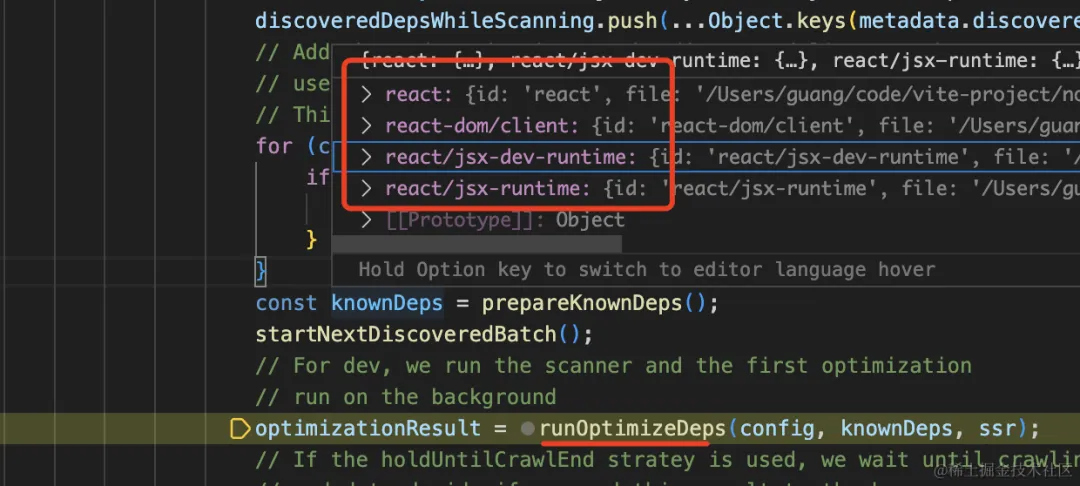 discoveredDepsWhileScanning.push(...Object.keys(metadata.discovere
// Add
{react: {…}, react/jsx-dev-runtime: {…}, react/jsx-runtime: {…}
// use
> react: {id: 'react', file: '/Users/guang/code/vite-project/no
// Thi
> react-dom/client: {id: 'react-dom/client', file: '/Users/guan
for (c
> react/jsx-dev-runtime: {id: 'react/jsx-dev-runtime', file: '/
if
> react/jsx-runtime: {id: 'react/jsx-runtime', file: '/Users/gu
> [[Prototype]]: Object
}
}
Hold Option key to switch to editor language hover
const knownDeps = prepareKnownDeps();
startNextDiscoveredBatch();
// For dev, we run the scanner and the first optimization
// run on the background
optimizationResult = runOptimizeDeps(config, knownDeps, ssr);
// If the holdUntilCrawlEnd stratey is used, we wait until crawlin
@稀土掘金技术社区